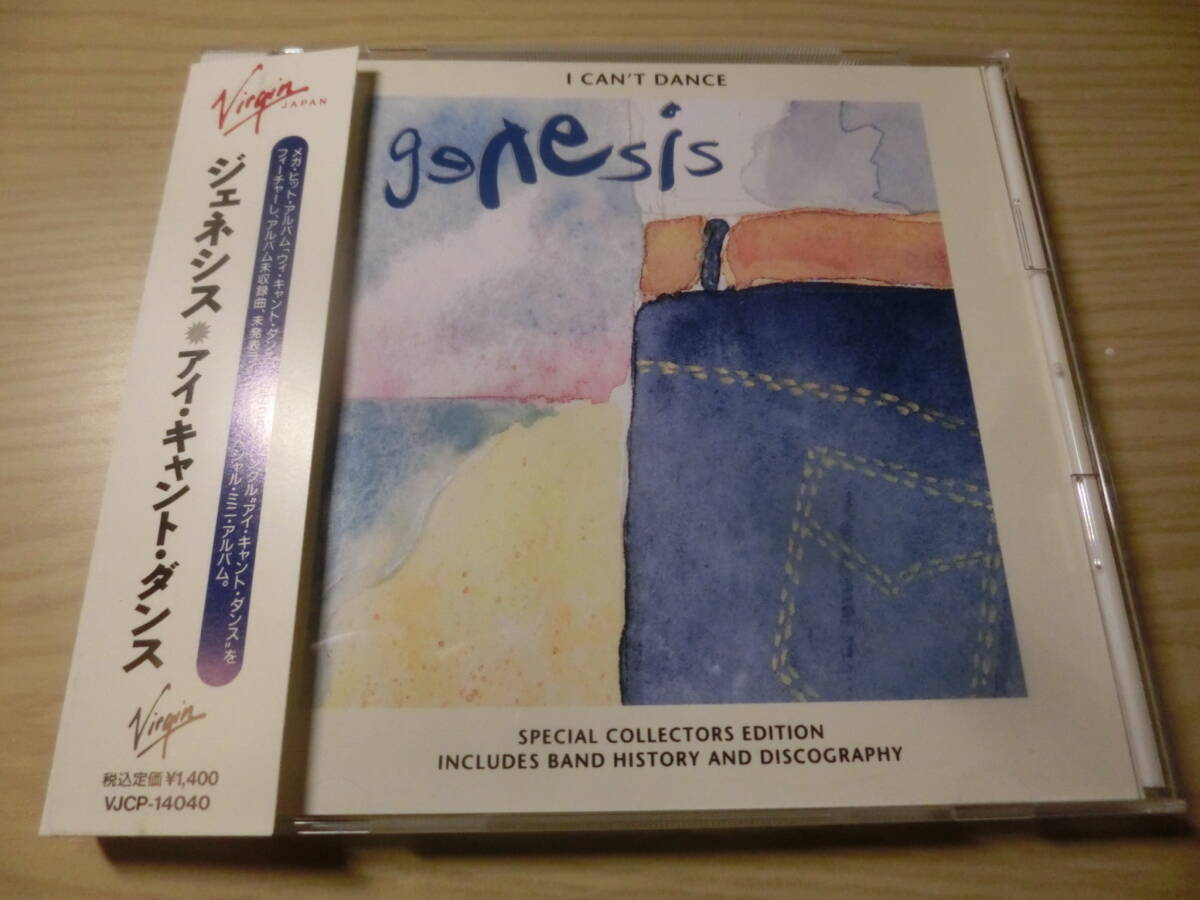 Virgin
JAPAN
ジェネシス✹アイ・キャント・ダンス
メガ・ヒット・アルバム、ウィ・キャント・ダンス
シングル“アイ・キャント・ダンス”を
フィーチャーし、アルバム未収録曲、未発表
シャル・ミニ・アルバム。
Virgin
税込定価¥1,400
VJCP-14040
I CAN'T DANCE
genesis
SPECIAL COLLECTORS EDITION
INCLUDES BAND HISTORY AND DISCOGRAPHY